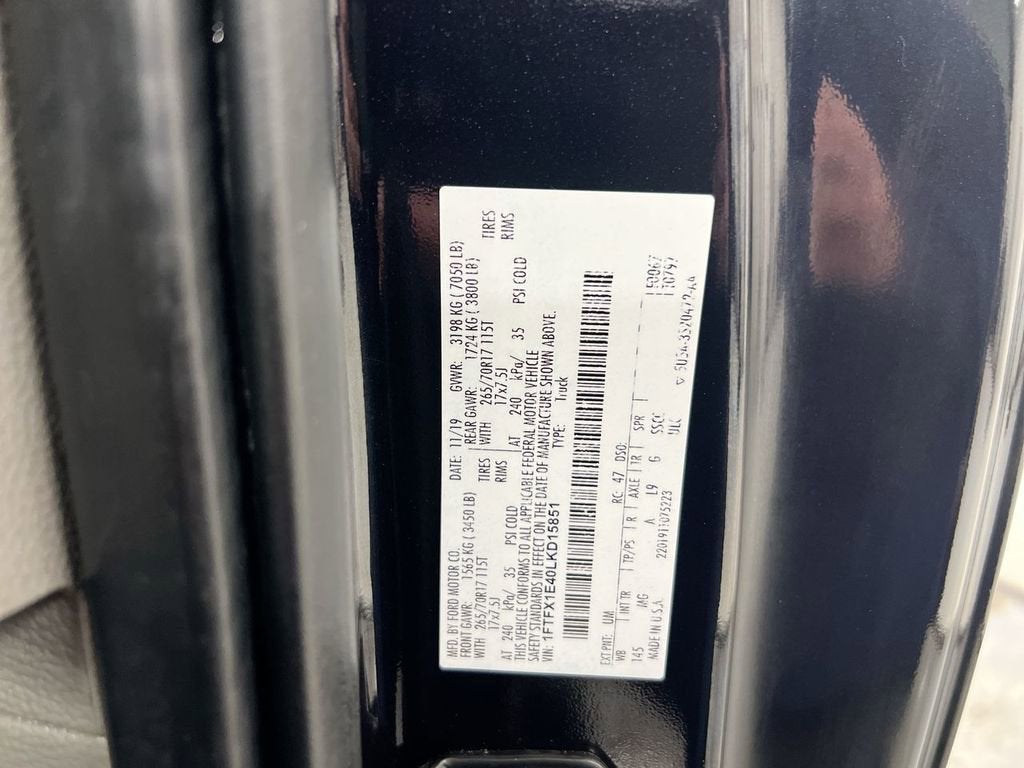 MFD. BY FORD MOTOR CO. DATE: 11/19 GVWR: 3198 KG ( 7050 LB)
FRONT GAWR: 1565 KG ( 3450 LB) REAR GAWR: 1724 KG ( 3800 LB)
WITH 265/70R17 115T TIRES WITH 265/70R17 115T TIRES
17x7.5J RIMS 17x7.5J RIMS
AT 240 kPa/ 35 PSI COLD AT 240 kPa/ 35 PSI COLD
THIS VEHICLE CONFORMS TO ALL APPLICABLE FEDERAL MOTOR VEHICLE
SAFETY STANDARDS IN EFFECT ON THE DATE OF MANUFACTURE SHOWN ABOVE.
VIN: 1FTFX1E40LKD15851 TYPE: Truck
EXT PNT: UM RC: 47 DSO:
WB INT TR TP/PS R AXLE TR SPR
145 MG A L9 G SSCC
MADE IN U.S.A. 2201911075223 ULC